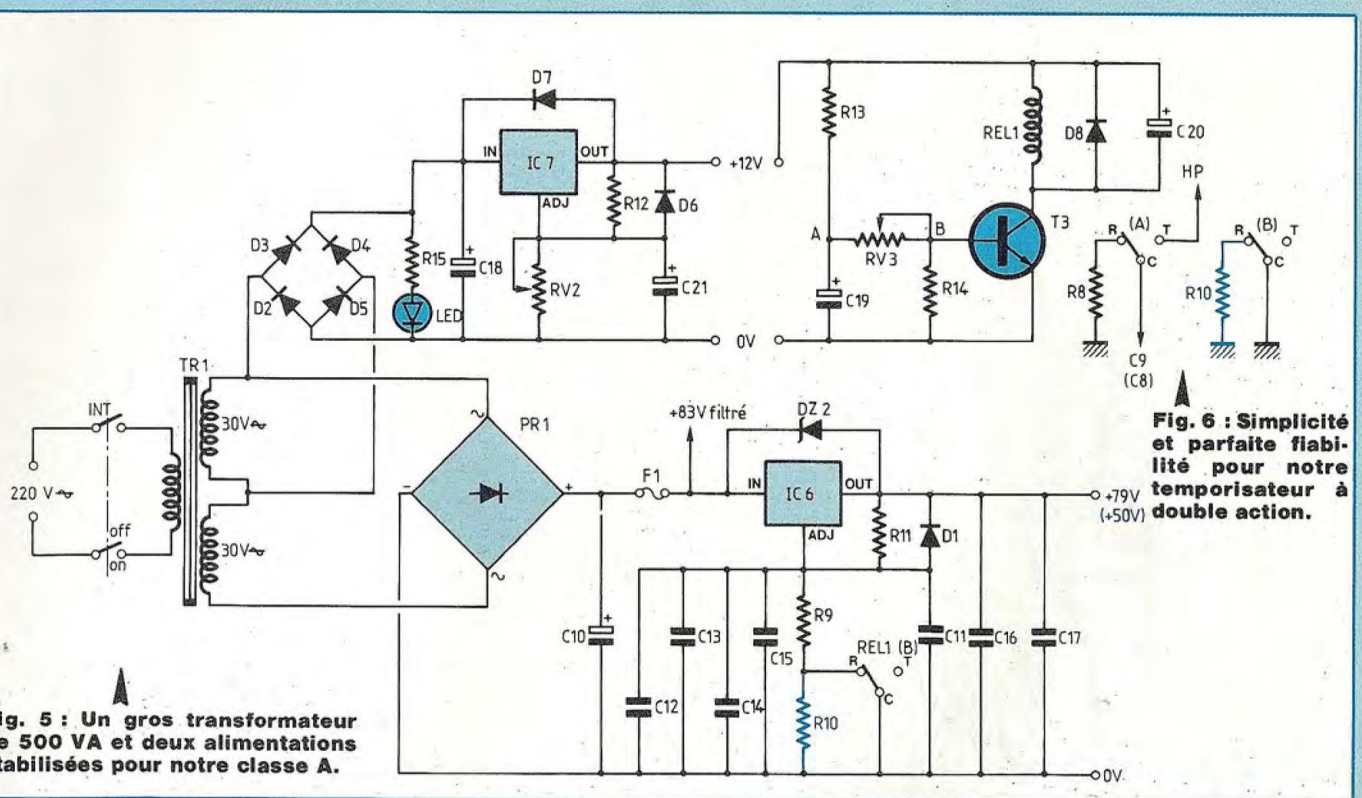 D7
IN
IC 7
OUT
ADJ
+12V
R12
D6
D3
D4
D2
D5
R15
LED
+
C18
RV2
+
C21
0V
R13
A
RV3
B
+
C19
R14
REL1
D8
+
C20
T3
HP
R
(A)
T
C
R8
C9
(C8)
R
(B)
T
C
R10
Fig. 6 : Simplicité
et parfaite fiabi-
lité pour notre
temporisateur à
double action.
TR1
INT
220 V~
off
on
30V~
30V~
PR1
~
~
−
+
+83V filtré
F1
DZ 2
IN
IC 6
OUT
ADJ
+79V
(+50V)
R11
D1
+
C10
C12
C13
C14
C15
R9
REL1 (B)
R
T
C
R10
C11
C16
C17
0V
ig. 5 : Un gros transformateur
e 500 VA et deux alimentations
tabilisées pour notre classe A.